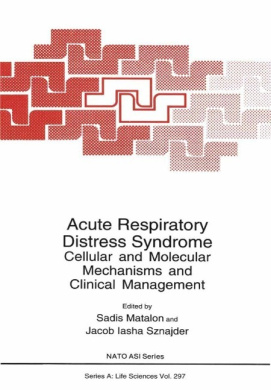 Acute Respiratory
Distress Syndrome
Cellular and Molecular
Mechanisms and
Clinical Management
Edited by
Sadis Matalon and
Jacob Iasha Sznajder
NATO ASI Series
Series A: Life Sciences Vol. 297